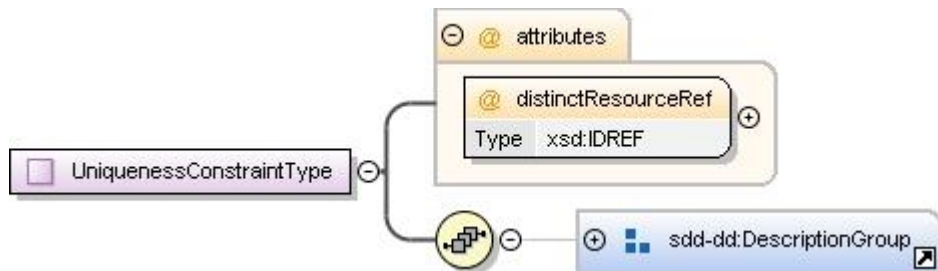 @ attributes
@ distinctResourceRef
Type xsd:IDREF
UniquenessConstraintType
sdd-dd:DescriptionGroup